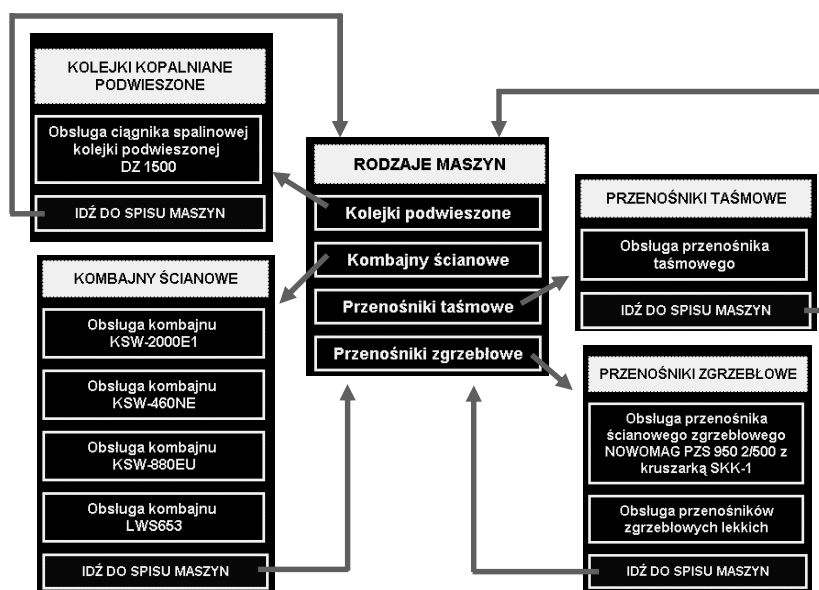 KOLEJKI KOPALNIANE
PODWIESZONE
Obsługa ciągnika spalinowej
kolejki podwieszonej
DZ 1500
IDŹ DO SPISU MASZYN
KOMBAJNY ŚCIANOWE
Obsługa kombajnu
KSW-2000E1
Obsługa kombajnu
KSW-460NE
Obsługa kombajnu
KSW-880EU
Obsługa kombajnu
LWS653
IDŹ DO SPISU MASZYN
RODZAJE MASZYN
Kolejki podwieszone
Kombajny ścianowe
Przenośniki taśmowe
Przenośniki zgrzebłowe
PRZENOŚNIKI TAŚMOWE
Obsługa przenośnika
taśmowego
IDŹ DO SPISU MASZYN
PRZENOŚNIKI ZGRZEBŁOWE
Obsługa przenośnika
ścianowego zgrzebłowego
NOWOMAG PZS 950 2/500 z
kruszarką SKK-1
Obsługa przenośników
zgrzebłowych lekkich
IDŹ DO SPISU MASZYN